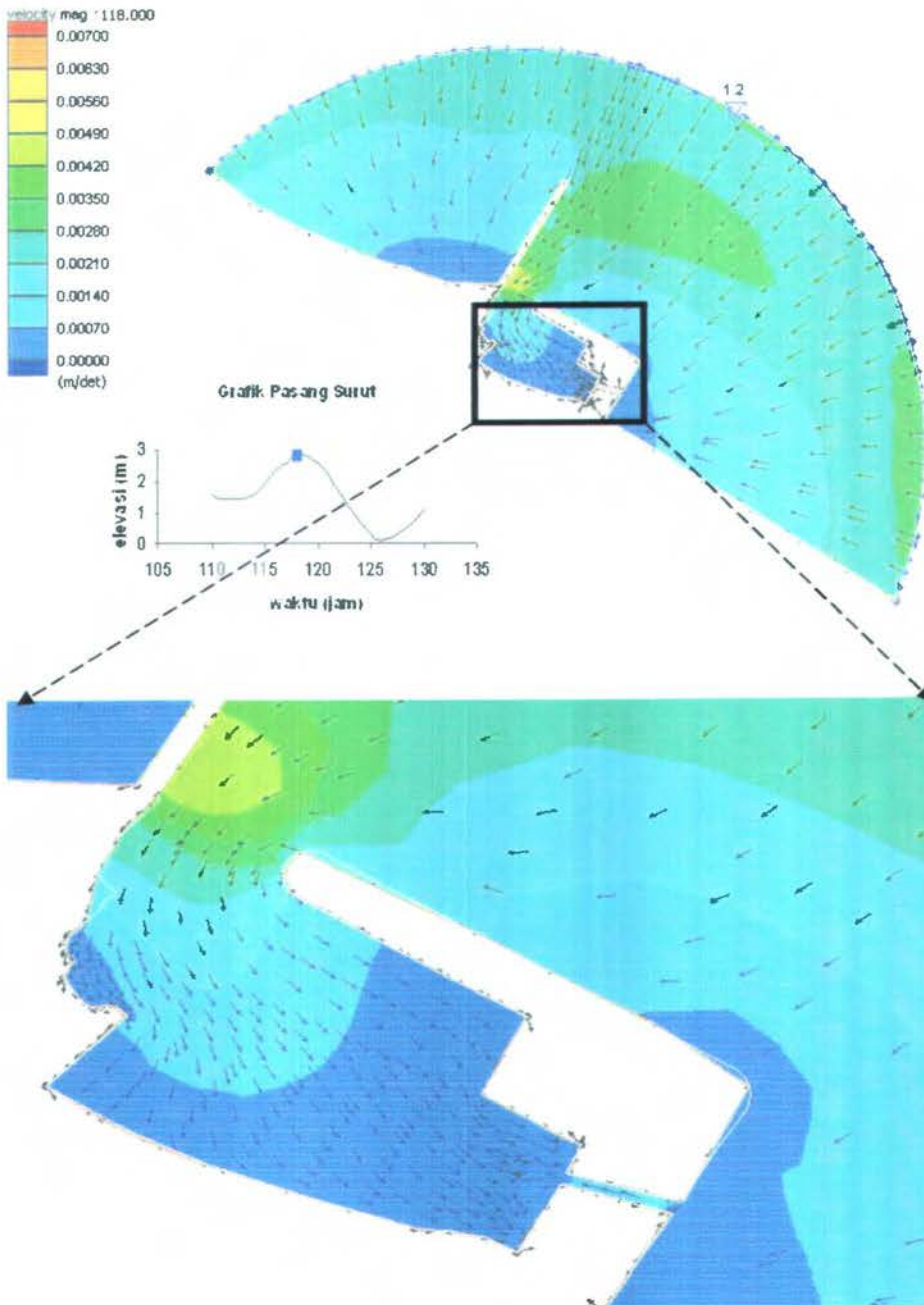 velocity mag : 118.000
0.00700
0.00630
0.00560
0.00490
0.00420
0.00350
0.00280
0.00210
0.00140
0.00070
0.00000
(m/det)
1.2
Grafik Pasang Surut
elevasi (m)
3
2
1
0
105 110 115 120 125 130 135
waktu (jam)